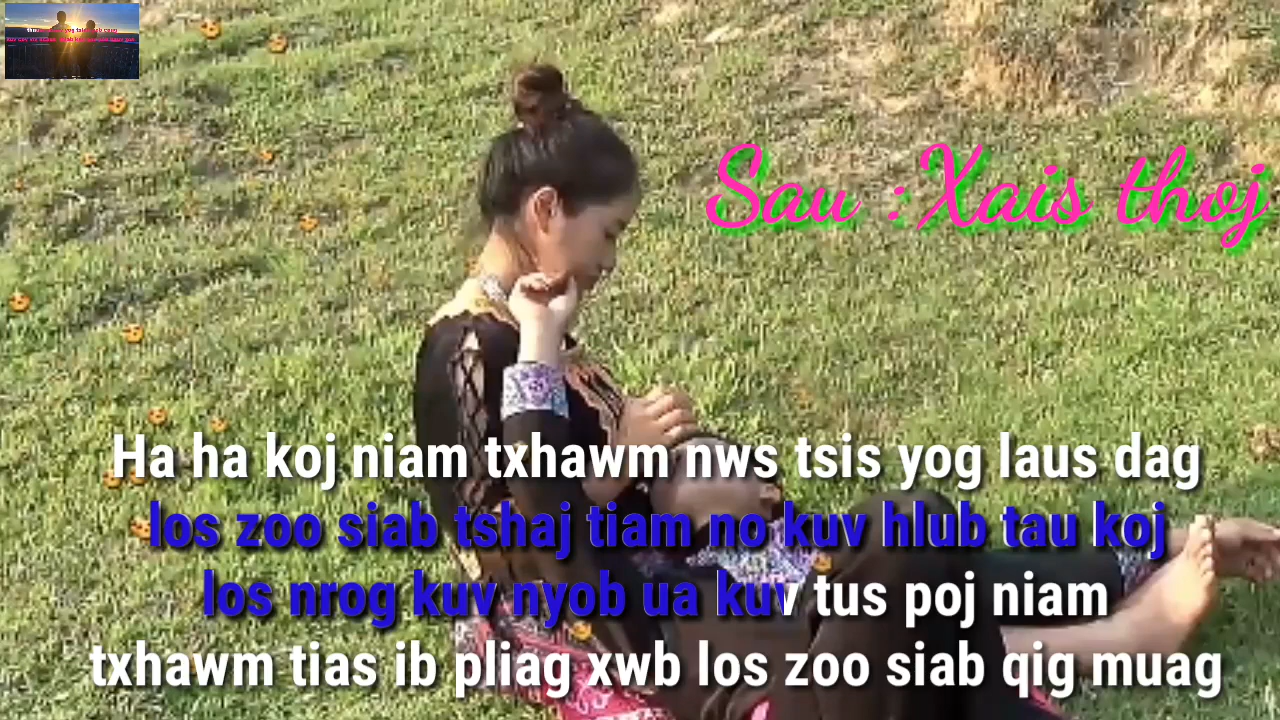 Sau :Xais thoj
Ha ha koj niam txhawm nws tsis yog laus dag
los zoo siab tshaj tiam no kuv hlub tau koj
los nrog kuv nyob ua kuv tus poj niam
txhawm tias ib pliag xwb los zoo siab qig muag